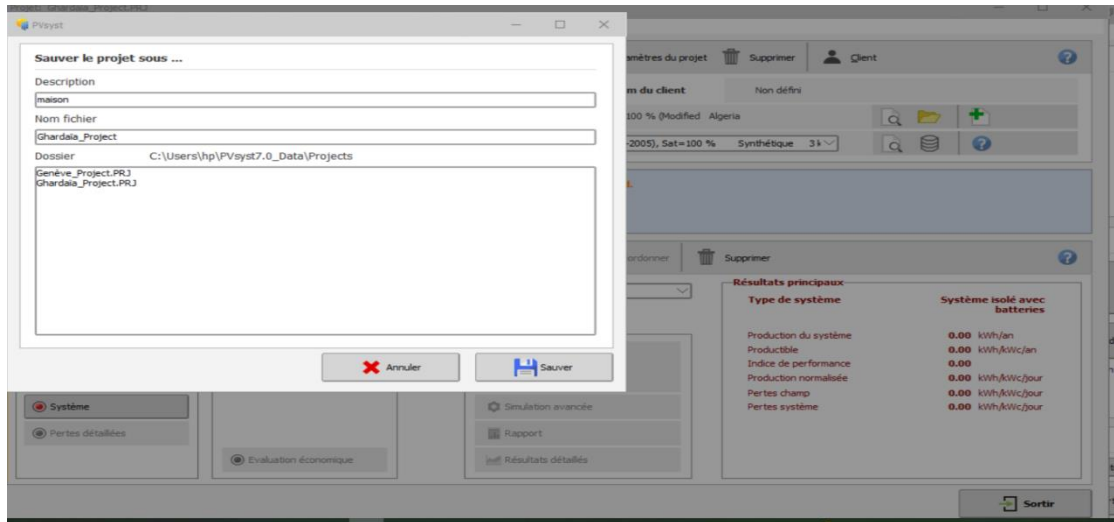 Projet: Ghardaia_Project.PRJ
PVsyst
Sauver le projet sous ...
Description
maison
Nom fichier
Ghardaïa_Project
Dossier C:\Users\hp\PVsyst7.0_Data\Projects
Genève_Project.PRJ
Ghardaïa_Project.PRJ
Annuler
Sauver
amètres du projet Supprimer Client
m du client Non défini
100 % (Modified Algeria
-2005), Sat=100 % Synthétique
ordonner Supprimer
Résultats principaux
Type de système Système isolé avec batteries
Production du système 0.00 kWh/an
Productible 0.00 kWh/kWc/an
Indice de performance 0.00
Production normalisée 0.00 kWh/kWc/jour
Pertes champ 0.00 kWh/kWc/jour
Pertes système 0.00 kWh/kWc/jour
Système
Pertes détaillées
Evaluation économique
Simulation avancée
Rapport
Résultats détaillés
Sortir